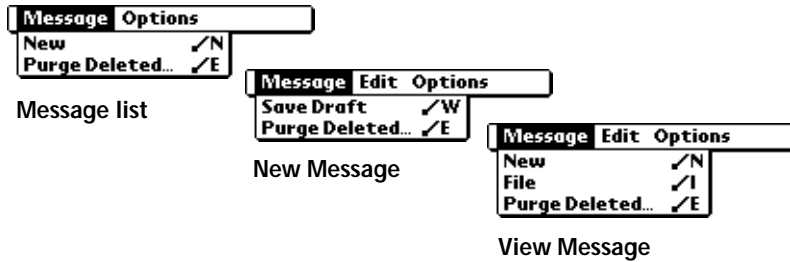 Message Options
New ✓N
Purge Deleted... ✓E
Message list
Message Edit Options
Save Draft ✓W
Purge Deleted... ✓E
New Message
Message Edit Options
New ✓N
File ✓I
Purge Deleted... ✓E
View Message